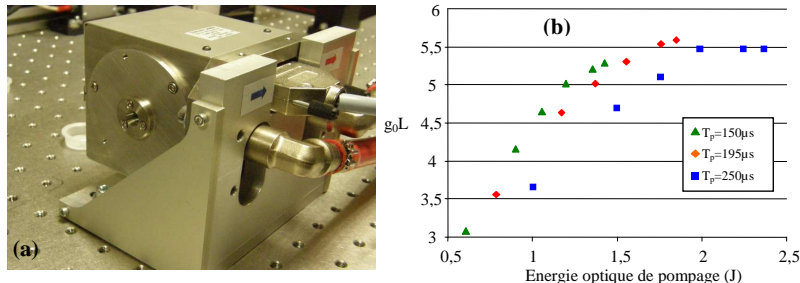 (a)
(b)
g₀L
6
5,5
5
4,5
4
3,5
3
0,5
1
1,5
2
2,5
Energie optique de pompage (J)
Tₚ=150µs
Tₚ=195µs
Tₚ=250µs